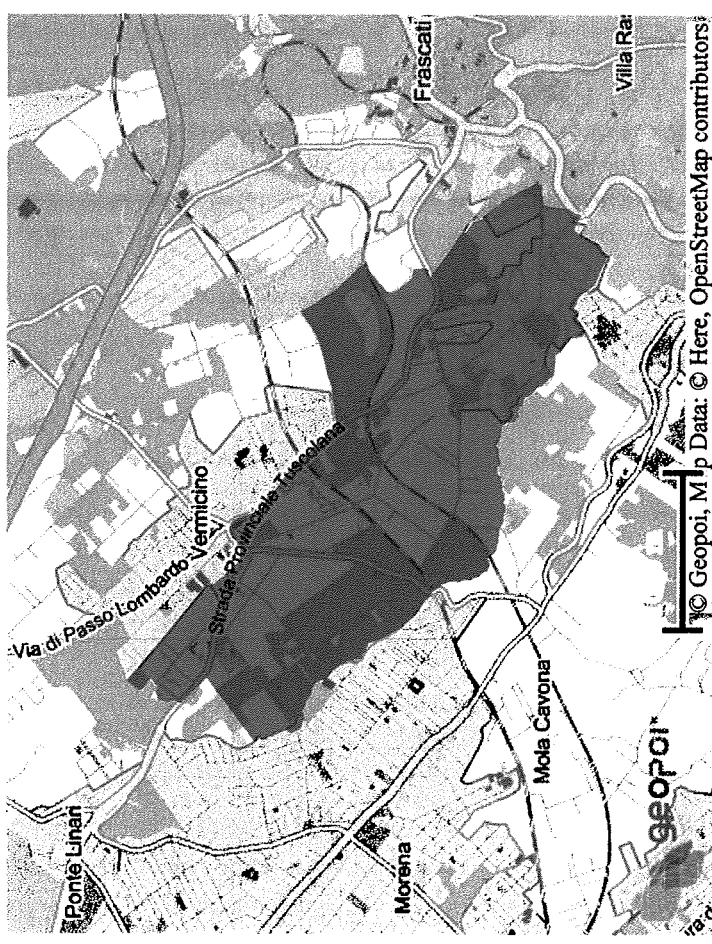 Frascati
Villa Ra
Via di Passo Lombardo
Vermicino
Strada Provinciale Tuscolana
Ponte Linari
Morena
Mola Cavona
geopoi
© Geopoi, M p Data: © Here, OpenStreetMap contributors